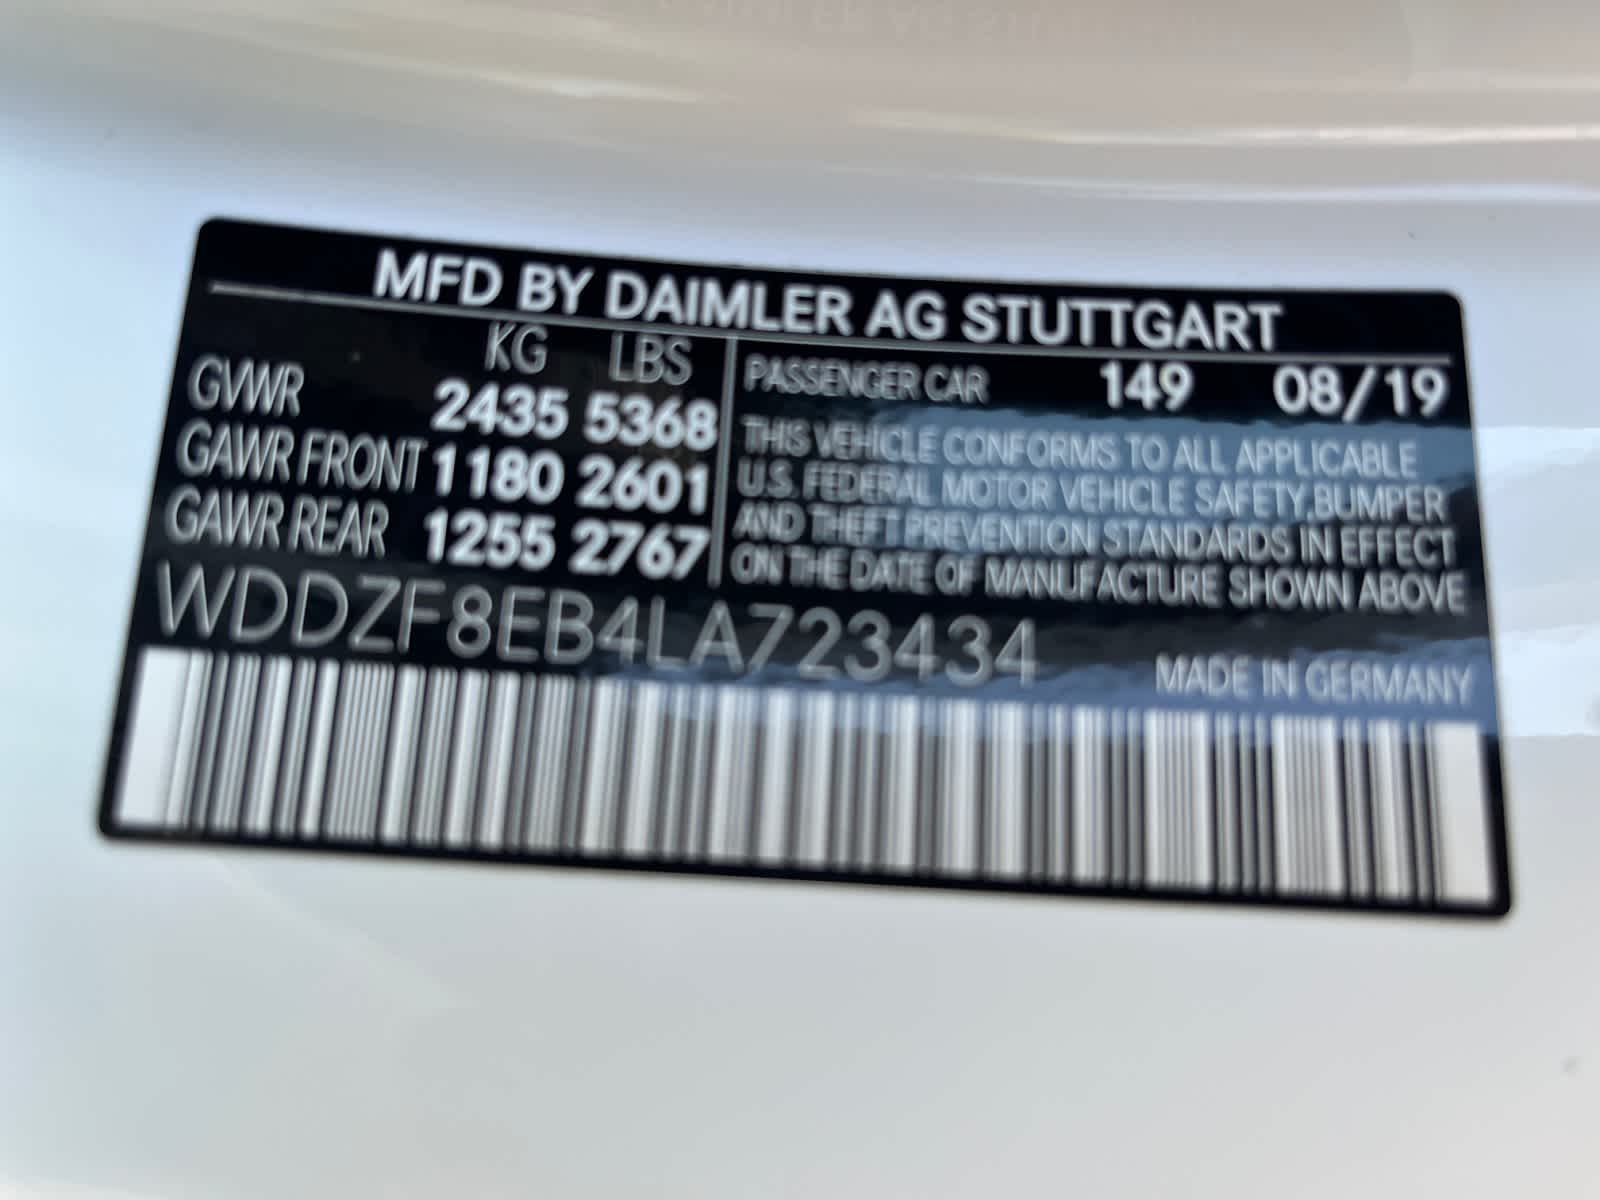 MFD BY DAIMLER AG STUTTGART
KG LBS
GVWR 2435 5368
GAWR FRONT 1180 2601
GAWR REAR 1255 2767
PASSENGER CAR 149 08/19
THIS VEHICLE CONFORMS TO ALL APPLICABLE
U.S. FEDERAL MOTOR VEHICLE SAFETY,BUMPER
AND THEFT PREVENTION STANDARDS IN EFFECT
ON THE DATE OF MANUFACTURE SHOWN ABOVE
WDDZF8EB4LA723434
MADE IN GERMANY